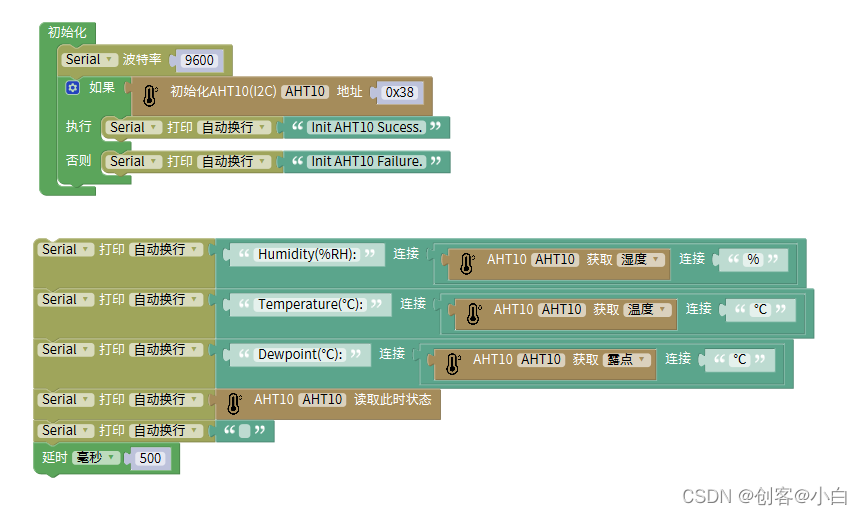 初始化
Serial 波特率 9600
如果 初始化AHT10(I2C) AHT10 地址 0x38
执行 Serial 打印 自动换行 “ Init AHT10 Sucess. ”
否则 Serial 打印 自动换行 “ Init AHT10 Failure. ”
Serial 打印 自动换行 “ Humidity(%RH): ” 连接 AHT10 AHT10 获取 湿度 连接 “ % ”
Serial 打印 自动换行 “ Temperature(°C): ” 连接 AHT10 AHT10 获取 温度 连接 “ °C ”
Serial 打印 自动换行 “ Dewpoint(°C): ” 连接 AHT10 AHT10 获取 露点 连接 “ °C ”
Serial 打印 自动换行 AHT10 AHT10 读取此时状态
Serial 打印 自动换行 “ ”
延时 毫秒 500
CSDN @创客@小白